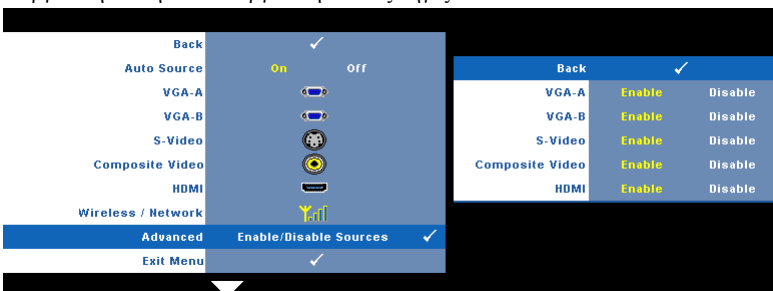 Back
Auto Source On Off
VGA-A
VGA-B
S-Video
Composite Video
HDMI
Wireless / Network
Advanced Enable/Disable Sources
Exit Menu
Back
VGA-A Enable Disable
VGA-B Enable Disable
S-Video Enable Disable
Composite Video Enable Disable
HDMI Enable Disable